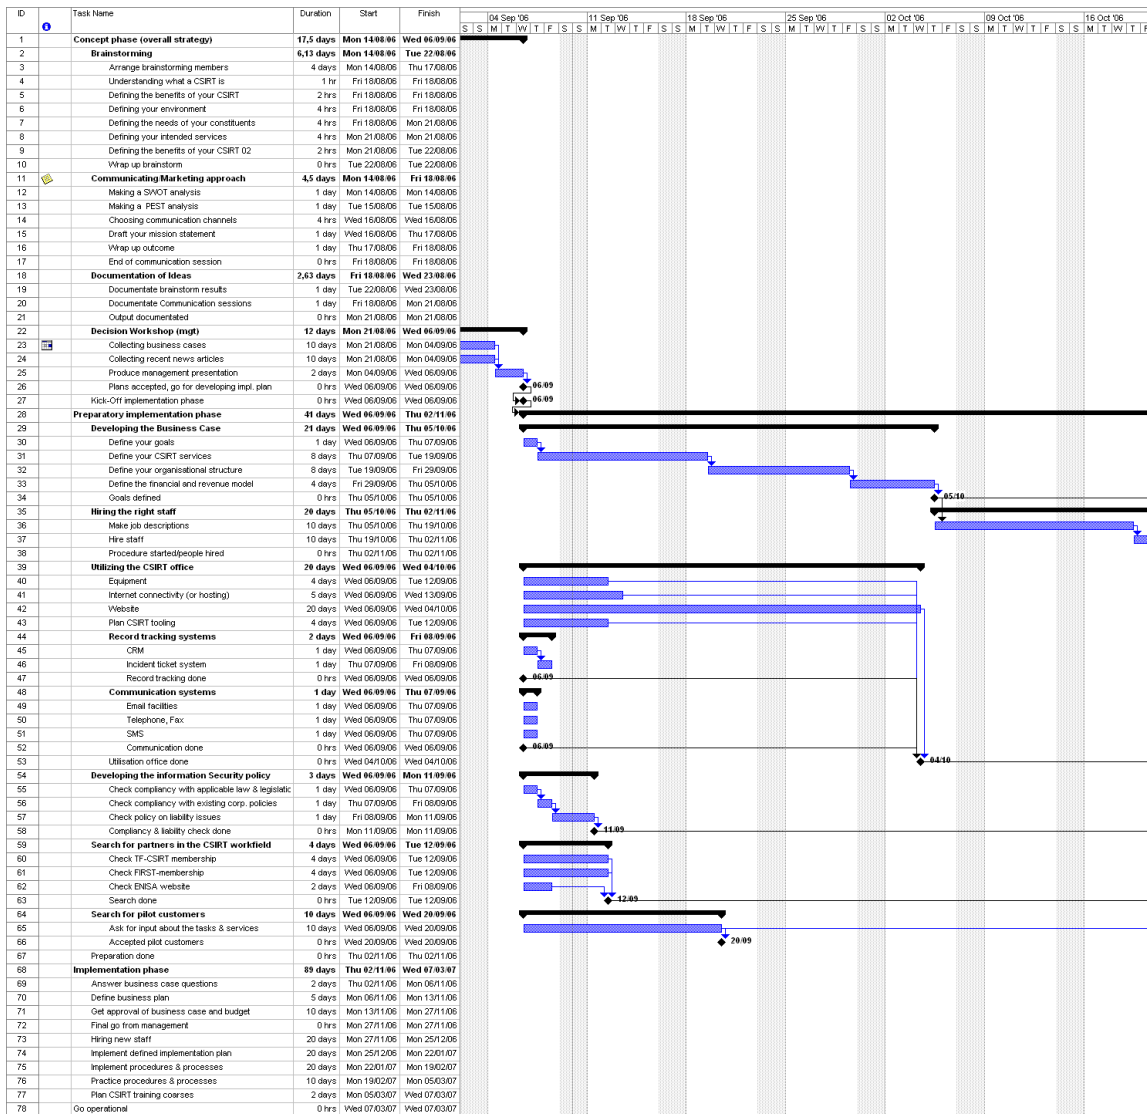 ID Task Name Duration Start Finish 04 Sep '06 11 Sep '06 18 Sep '06 25 Sep '06 02 Oct '06 09 Oct '06 16 Oct '06
S S M T W T F S S M T W T F S S M T W T F S S M T W T F S S M T W T F S S M T W T F S S M T W T F
1 Concept phase (overall strategy) 17,5 days Mon 14/08/06 Wed 06/09/06
2 Brainstorming 6,13 days Mon 14/08/06 Tue 22/08/06
3 Arrange brainstorming members 4 days Mon 14/08/06 Thu 17/08/06
4 Understanding what a CSIRT is 1 hr Fri 18/08/06 Fri 18/08/06
5 Defining the benefits of your CSIRT 2 hrs Fri 18/08/06 Fri 18/08/06
6 Defining your environment 4 hrs Fri 18/08/06 Fri 18/08/06
7 Defining the needs of your constituents 4 hrs Fri 18/08/06 Mon 21/08/06
8 Defining your intended services 4 hrs Mon 21/08/06 Mon 21/08/06
9 Defining the benefits of your CSIRT 02 2 hrs Mon 21/08/06 Tue 22/08/06
10 Wrap up brainstorm 0 hrs Tue 22/08/06 Tue 22/08/06
11 Communicating/Marketing approach 4,5 days Mon 14/08/06 Fri 18/08/06
12 Making a SWOT analysis 1 day Mon 14/08/06 Mon 14/08/06
13 Making a PEST analysis 1 day Tue 15/08/06 Tue 15/08/06
14 Choosing communication channels 4 hrs Wed 16/08/06 Wed 16/08/06
15 Draft your mission statement 1 day Wed 16/08/06 Thu 17/08/06
16 Wrap up outcome 1 day Thu 17/08/06 Fri 18/08/06
17 End of communication session 0 hrs Fri 18/08/06 Fri 18/08/06
18 Documentation of Ideas 2,63 days Fri 18/08/06 Wed 23/08/06
19 Documentate brainstorm results 1 day Tue 22/08/06 Wed 23/08/06
20 Documentate Communication sessions 1 day Fri 18/08/06 Mon 21/08/06
21 Output documentated 0 hrs Mon 21/08/06 Mon 21/08/06
22 Decision Workshop (mgt) 12 days Mon 21/08/06 Wed 06/09/06
23 Collecting business cases 10 days Mon 21/08/06 Mon 04/09/06
24 Collecting recent news articles 10 days Mon 21/08/06 Mon 04/09/06
25 Produce management presentation 2 days Mon 04/09/06 Wed 06/09/06
26 Plans accepted, go for developing impl. plan 0 hrs Wed 06/09/06 Wed 06/09/06 06/09
27 Kick-Off implementation phase 0 hrs Wed 06/09/06 Wed 06/09/06 06/09
28 Preparatory implementation phase 41 days Wed 06/09/06 Thu 02/11/06
29 Developing the Business Case 21 days Wed 06/09/06 Thu 05/10/06
30 Define your goals 1 day Wed 06/09/06 Thu 07/09/06
31 Define your CSIRT services 8 days Thu 07/09/06 Tue 19/09/06
32 Define your organisational structure 8 days Tue 19/09/06 Fri 29/09/06
33 Define the financial and revenue model 4 days Fri 29/09/06 Thu 05/10/06
34 Goals defined 0 hrs Thu 05/10/06 Thu 05/10/06 05/10
35 Hiring the right staff 20 days Thu 05/10/06 Thu 02/11/06
36 Make job descriptions 10 days Thu 05/10/06 Thu 19/10/06
37 Hire staff 10 days Thu 19/10/06 Thu 02/11/06
38 Procedure started/people hired 0 hrs Thu 02/11/06 Thu 02/11/06
39 Utilizing the CSIRT office 20 days Wed 06/09/06 Wed 04/10/06
40 Equipment 4 days Wed 06/09/06 Tue 12/09/06
41 Internet connectivity (or hosting) 5 days Wed 06/09/06 Wed 13/09/06
42 Website 20 days Wed 06/09/06 Wed 04/10/06
43 Plan CSIRT tooling 4 days Wed 06/09/06 Tue 12/09/06
44 Record tracking systems 2 days Wed 06/09/06 Fri 08/09/06
45 CRM 1 day Wed 06/09/06 Thu 07/09/06
46 Incident ticket system 1 day Thu 07/09/06 Fri 08/09/06
47 Record tracking done 0 hrs Wed 06/09/06 Wed 06/09/06 06/09
48 Communication systems 1 day Wed 06/09/06 Thu 07/09/06
49 Email facilities 1 day Wed 06/09/06 Thu 07/09/06
50 Telephone, Fax 1 day Wed 06/09/06 Thu 07/09/06
51 SMS 1 day Wed 06/09/06 Thu 07/09/06
52 Communication done 0 hrs Wed 06/09/06 Wed 06/09/06 06/09
53 Utilisation office done 0 hrs Wed 04/10/06 Wed 04/10/06 04/10
54 Developing the information Security policy 3 days Wed 06/09/06 Mon 11/09/06
55 Check compliancy with applicable law & legislatic 1 day Wed 06/09/06 Thu 07/09/06
56 Check compliancy with existing corp. policies 1 day Thu 07/09/06 Fri 08/09/06
57 Check policy on liability issues 1 day Fri 08/09/06 Mon 11/09/06
58 Compliancy & liability check done 0 hrs Mon 11/09/06 Mon 11/09/06 11/09
59 Search for partners in the CSIRT workfield 4 days Wed 06/09/06 Tue 12/09/06
60 Check TF-CSIRT membership 4 days Wed 06/09/06 Tue 12/09/06
61 Check FIRST-membership 4 days Wed 06/09/06 Tue 12/09/06
62 Check ENISA website 2 days Wed 06/09/06 Fri 08/09/06
63 Search done 0 hrs Tue 12/09/06 Tue 12/09/06 12/09
64 Search for pilot customers 10 days Wed 06/09/06 Wed 20/09/06
65 Ask for input about the tasks & services 10 days Wed 06/09/06 Wed 20/09/06
66 Accepted pilot customers 0 hrs Wed 20/09/06 Wed 20/09/06 20/09
67 Preparation done 0 hrs Thu 02/11/06 Thu 02/11/06
68 Implementation phase 89 days Thu 02/11/06 Wed 07/03/07
69 Answer business case questions 2 days Thu 02/11/06 Mon 06/11/06
70 Define business plan 5 days Mon 06/11/06 Mon 13/11/06
71 Get approval of business case and budget 10 days Mon 13/11/06 Mon 27/11/06
72 Final go from management 0 hrs Mon 27/11/06 Mon 27/11/06
73 Hiring new staff 20 days Mon 27/11/06 Mon 25/12/06
74 Implement defined implementation plan 20 days Mon 25/12/06 Mon 22/01/07
75 Implement procedures & processes 20 days Mon 22/01/07 Mon 19/02/07
76 Practice procedures & processes 10 days Mon 19/02/07 Mon 05/03/07
77 Plan CSIRT training coarses 2 days Mon 05/03/07 Wed 07/03/07
78 Go operational 0 hrs Wed 07/03/07 Wed 07/03/07